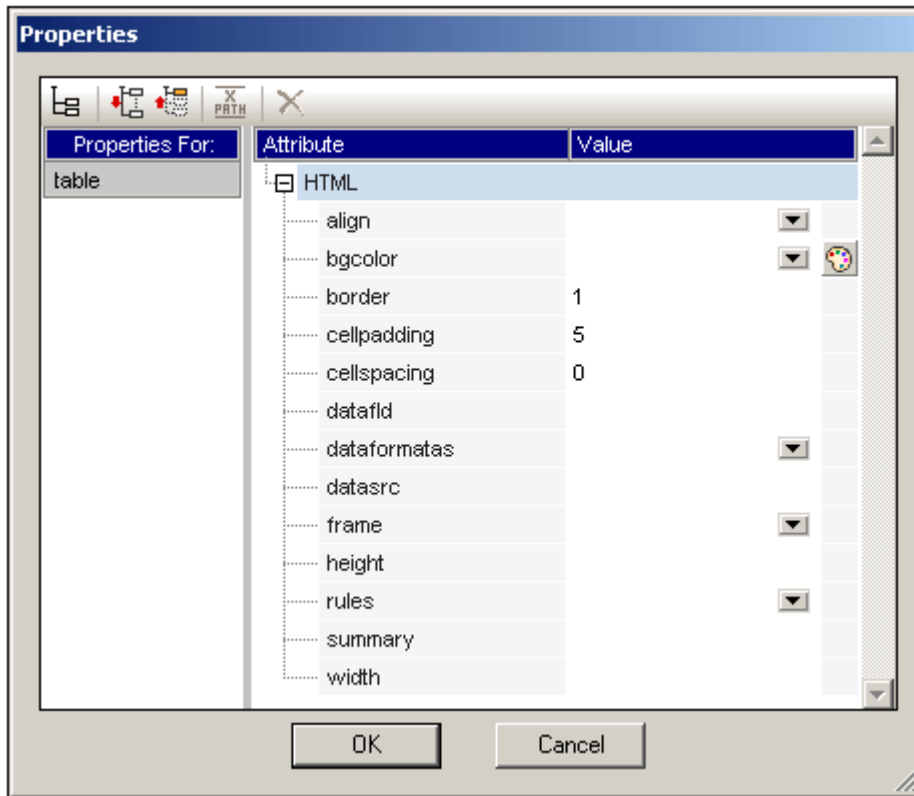 Properties
X
PATH
Properties For:
Attribute Value
table
HTML
align
bgcolor
border 1
cellpadding 5
cellspacing 0
datafld
dataformatas
datasrc
frame
height
rules
summary
width
OK Cancel